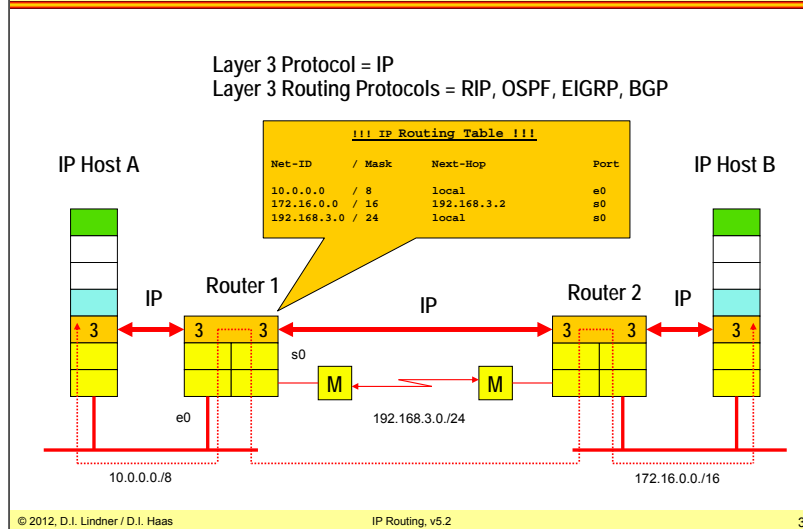 Layer 3 Protocol = IP
Layer 3 Routing Protocols = RIP, OSPF, EIGRP, BGP
!!! IP Routing Table !!!
Net-ID / Mask Next-Hop Port
10.0.0.0 / 8 local e0
172.16.0.0 / 16 192.168.3.2 s0
192.168.3.0 / 24 local s0
IP Host A
IP Host B
Router 1
Router 2
IP
IP
IP
3
3 3
3 3
3
s0
M
M
e0
192.168.3.0./24
10.0.0.0./8
172.16.0.0./16
© 2012, D.I. Lindner / D.I. Haas
IP Routing, v5.2
3